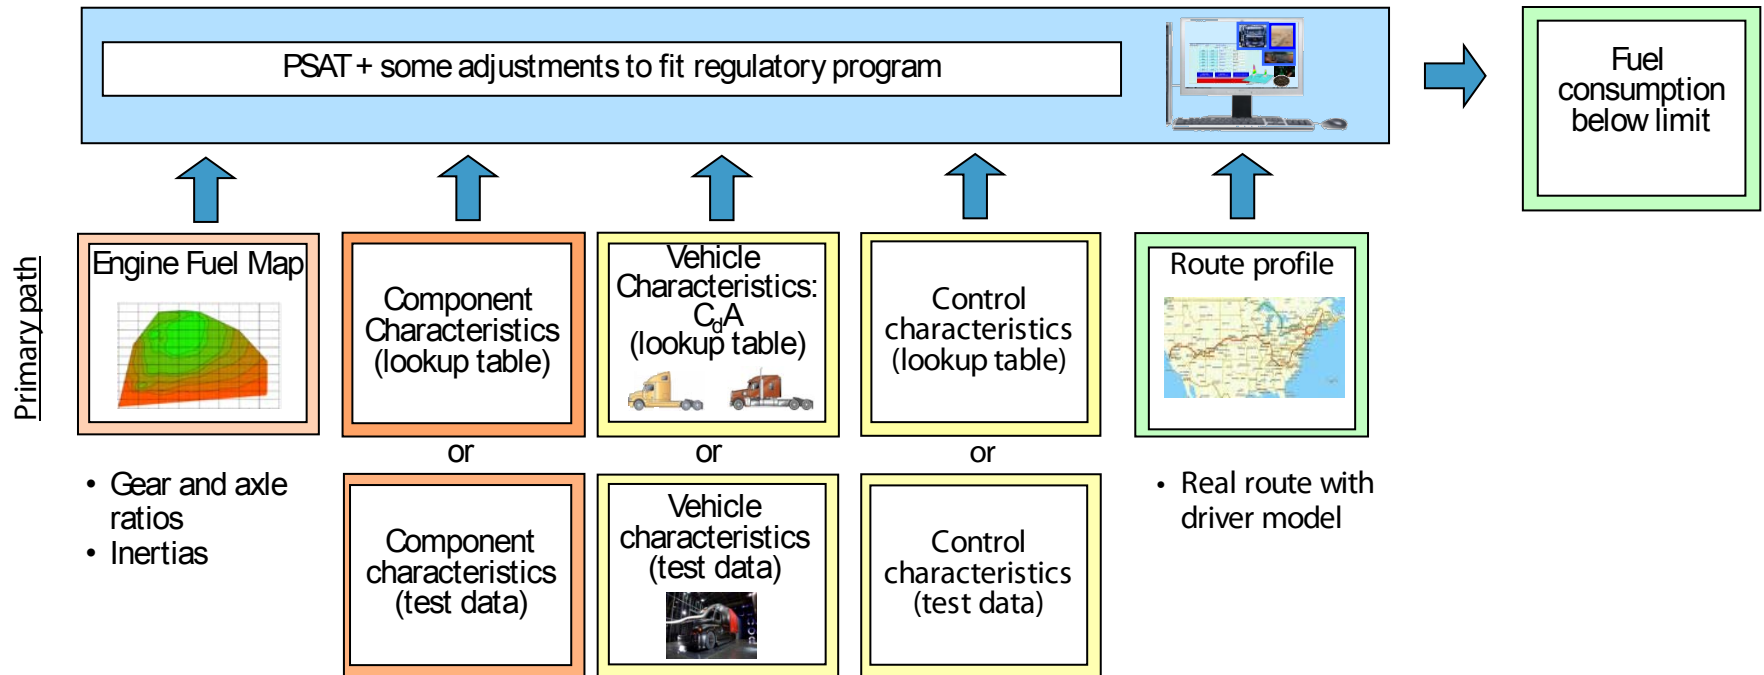 PSAT + some adjustments to fit regulatory program
Fuel
consumption
below limit
Primary path
Engine Fuel Map
Component
Characteristics
(lookup table)
Vehicle
Characteristics:
CdA
(lookup table)
Control
characteristics
(lookup table)
Route profile
or
or
or
• Gear and axle
ratios
• Inertias
Component
characteristics
(test data)
Vehicle
characteristics
(test data)
Control
characteristics
(test data)
• Real route with
driver model